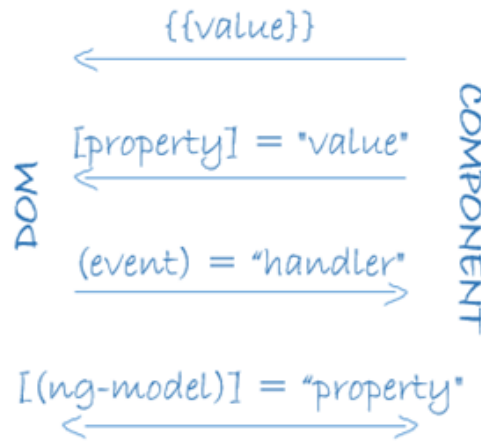 {{value}}
[property] = "value"
DOM
COMPONENT
(event) = "handler"
[(ng-model)] = "property"